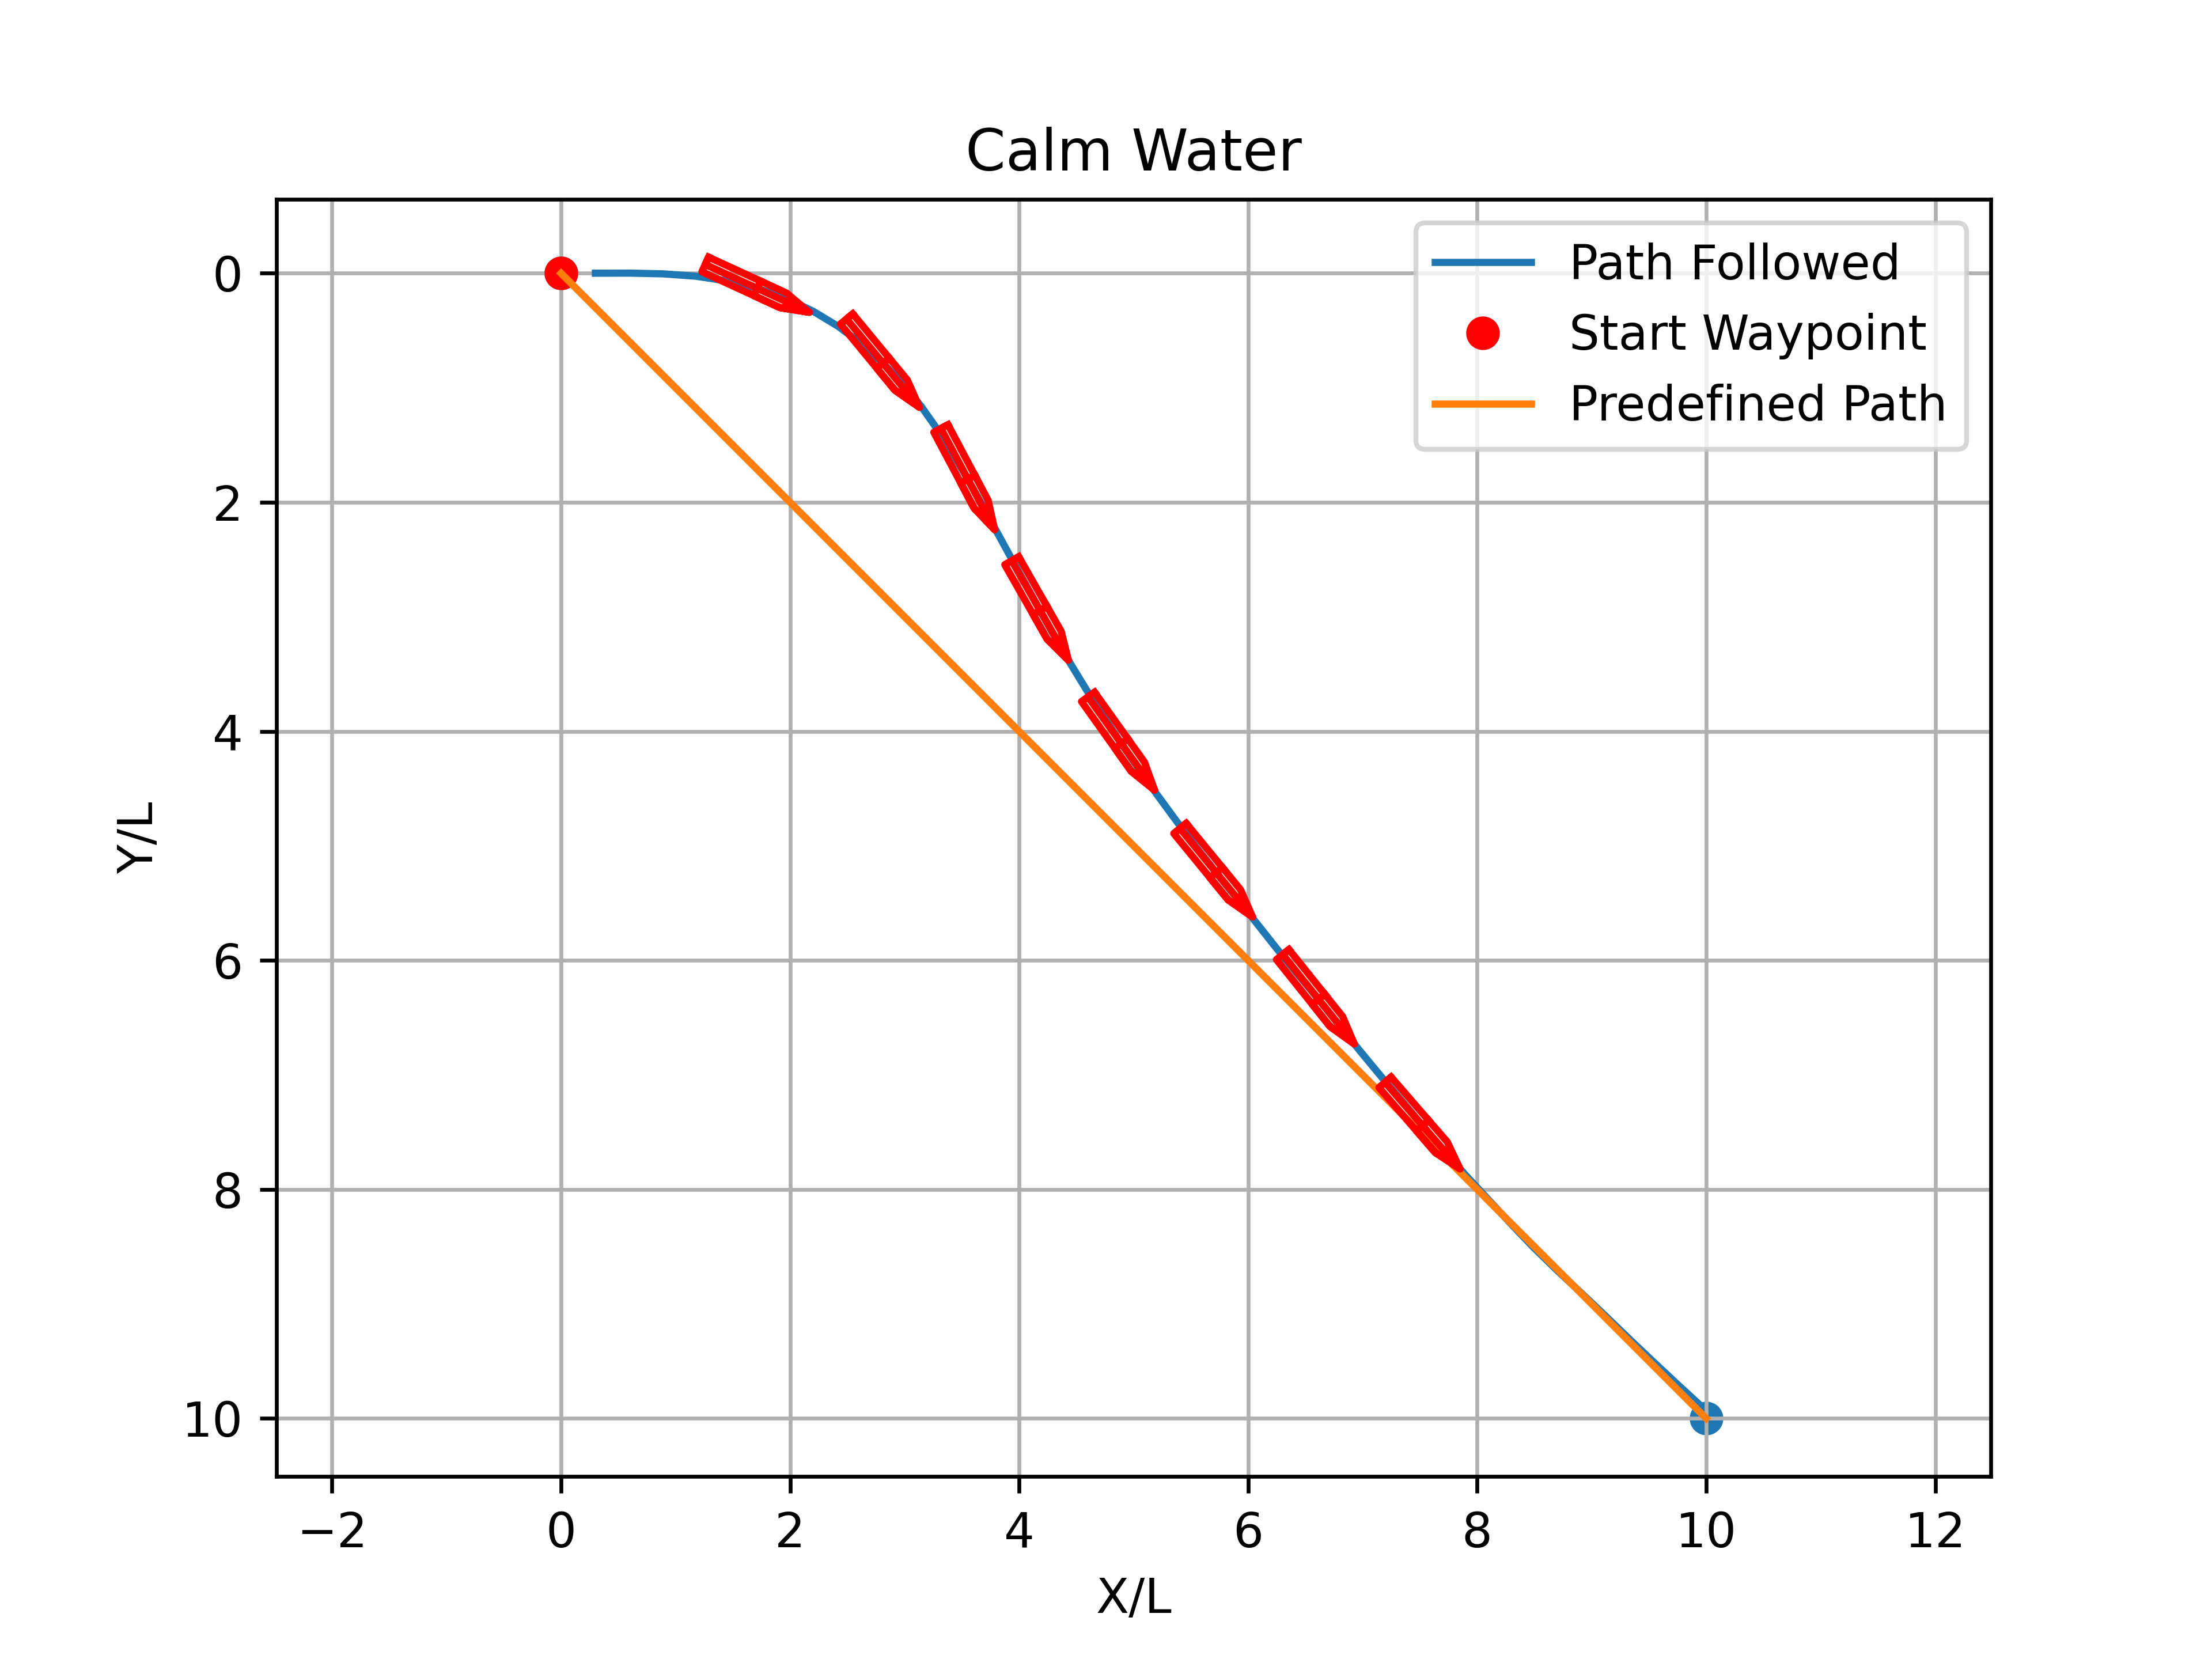 Calm Water
Path Followed
Start Waypoint
Predefined Path
0
2
4
6
8
10
Y/L
−2
0
2
4
6
8
10
12
X/L